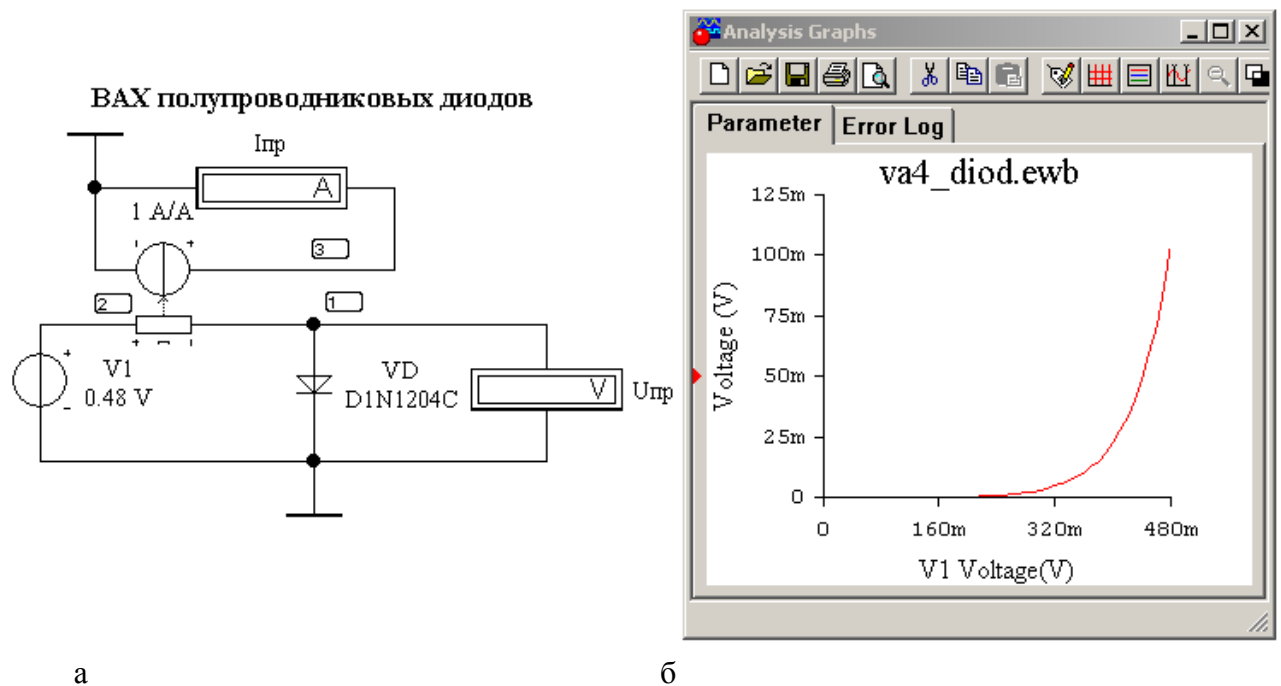 ВАХ полупроводниковых диодов
Iпр
A
1 A/A
3
2
1
V1
0.48 V
VD
D1N1204C
V
Uпр
а
Analysis Graphs
Parameter
Error Log
va4_diod.ewb
Voltage (V)
125m
100m
75m
50m
25m
0
0 160m 320m 480m
V1 Voltage(V)
б